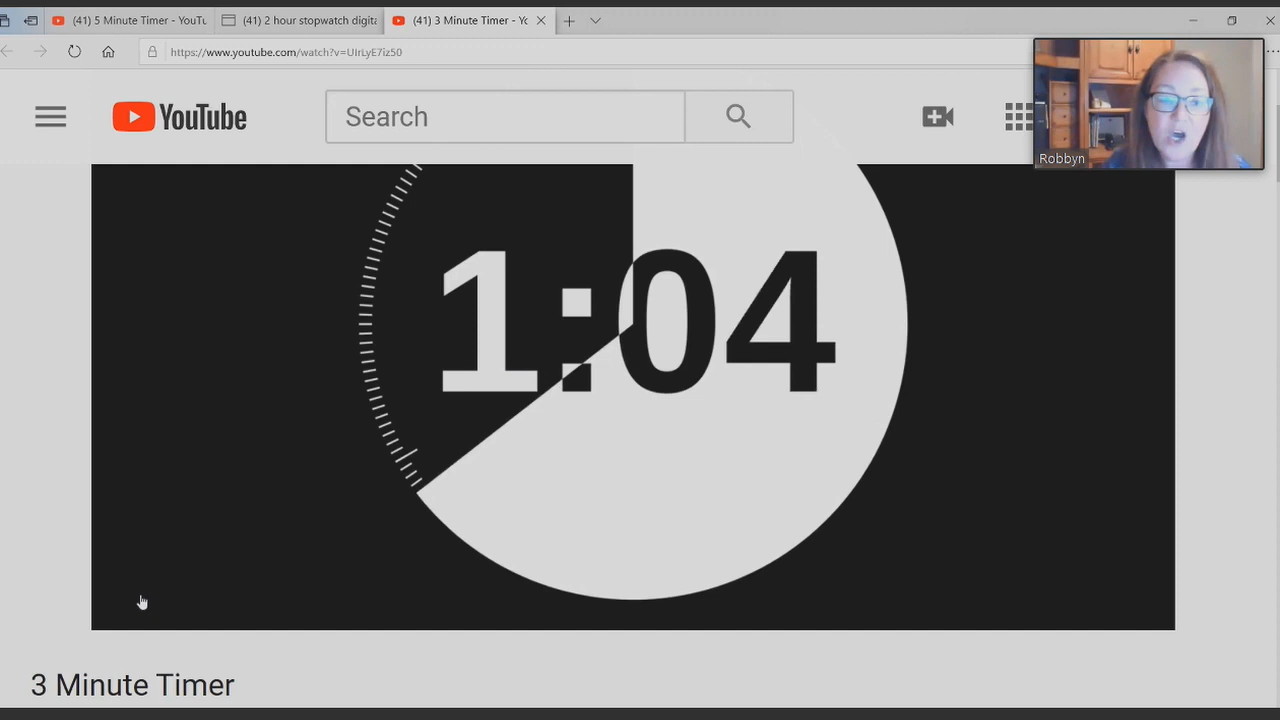 (41) 5 Minute Timer - YouTu
(41) 2 hour stopwatch digita
(41) 3 Minute Timer - Yo
https://www.youtube.com/watch?v=UIrLyE7iz50
YouTube
Search
Robbyn
1:04
3 Minute Timer